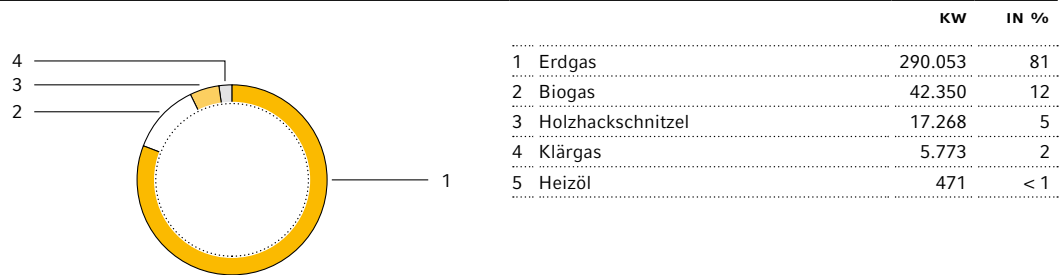 KW IN %
4
3
2
1
1 Erdgas 290.053 81
2 Biogas 42.350 12
3 Holzhackschnitzel 17.268 5
4 Klärgas 5.773 2
5 Heizöl 471 < 1